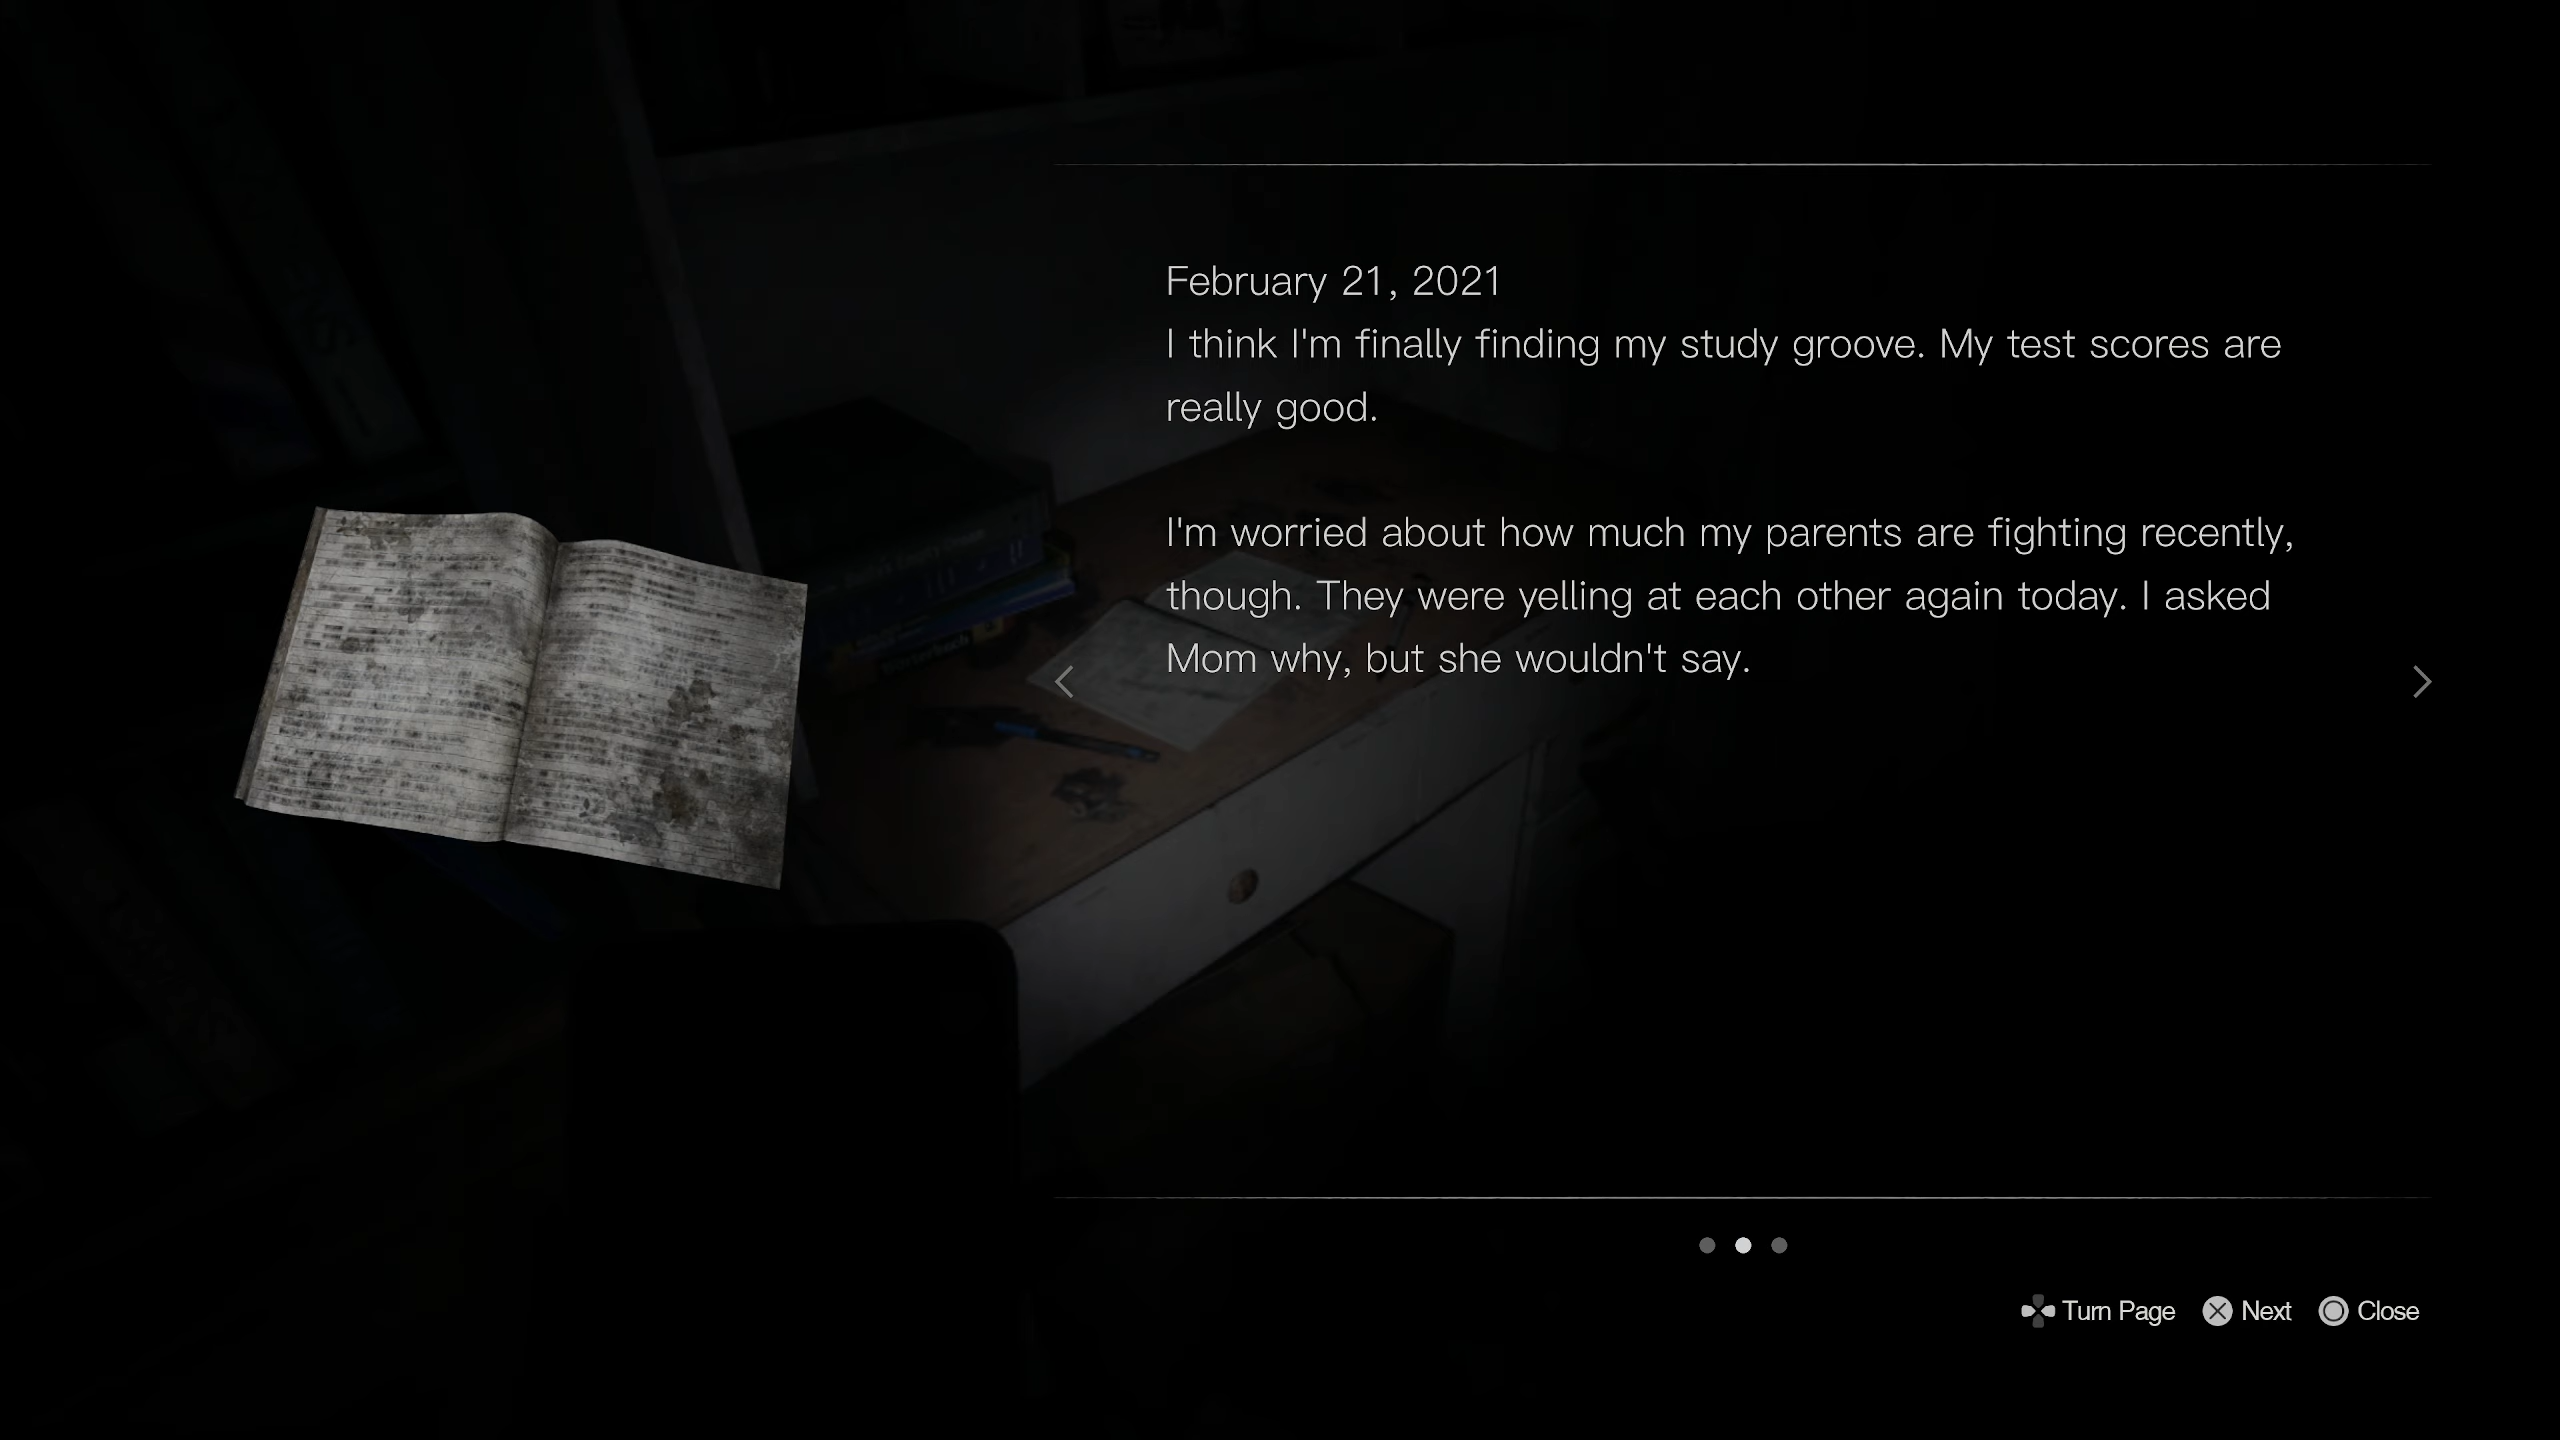 February 21, 2021
I think I'm finally finding my study groove. My test scores are
really good.
I'm worried about how much my parents are fighting recently,
though. They were yelling at each other again today. I asked
Mom why, but she wouldn't say.
Turn Page Next Close